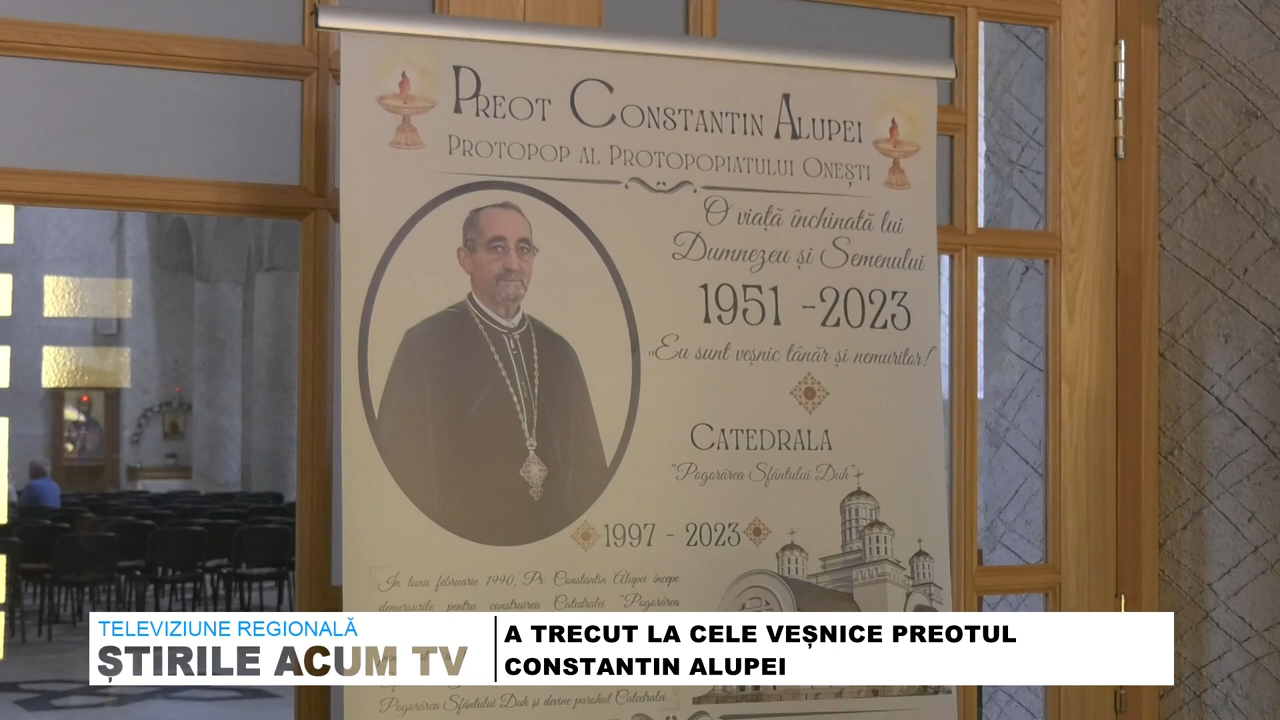 PREOT CONSTANTIN ALUPEI
PROTOPOP AL PROTOPOPIATULUI ONEȘTI
O viață închinată lui
Dumnezeu și Semenului
1951 - 2023
„Eu sunt veșnic tânăr și nemuritor!"
CATEDRALA
"Pogorârea Sfântului Duh"
1997 - 2023
In luna februarie 1990, Pr. Constantin Alupei începe
demersurile pentru construirea Catedralei "Pogorârea
Pogorârea Sfântului Duh și devine parohul Catedralei.
TELEVIZIUNE REGIONALĂ
ȘTIRILE ACUM TV
A TRECUT LA CELE VEȘNICE PREOTUL
CONSTANTIN ALUPEI